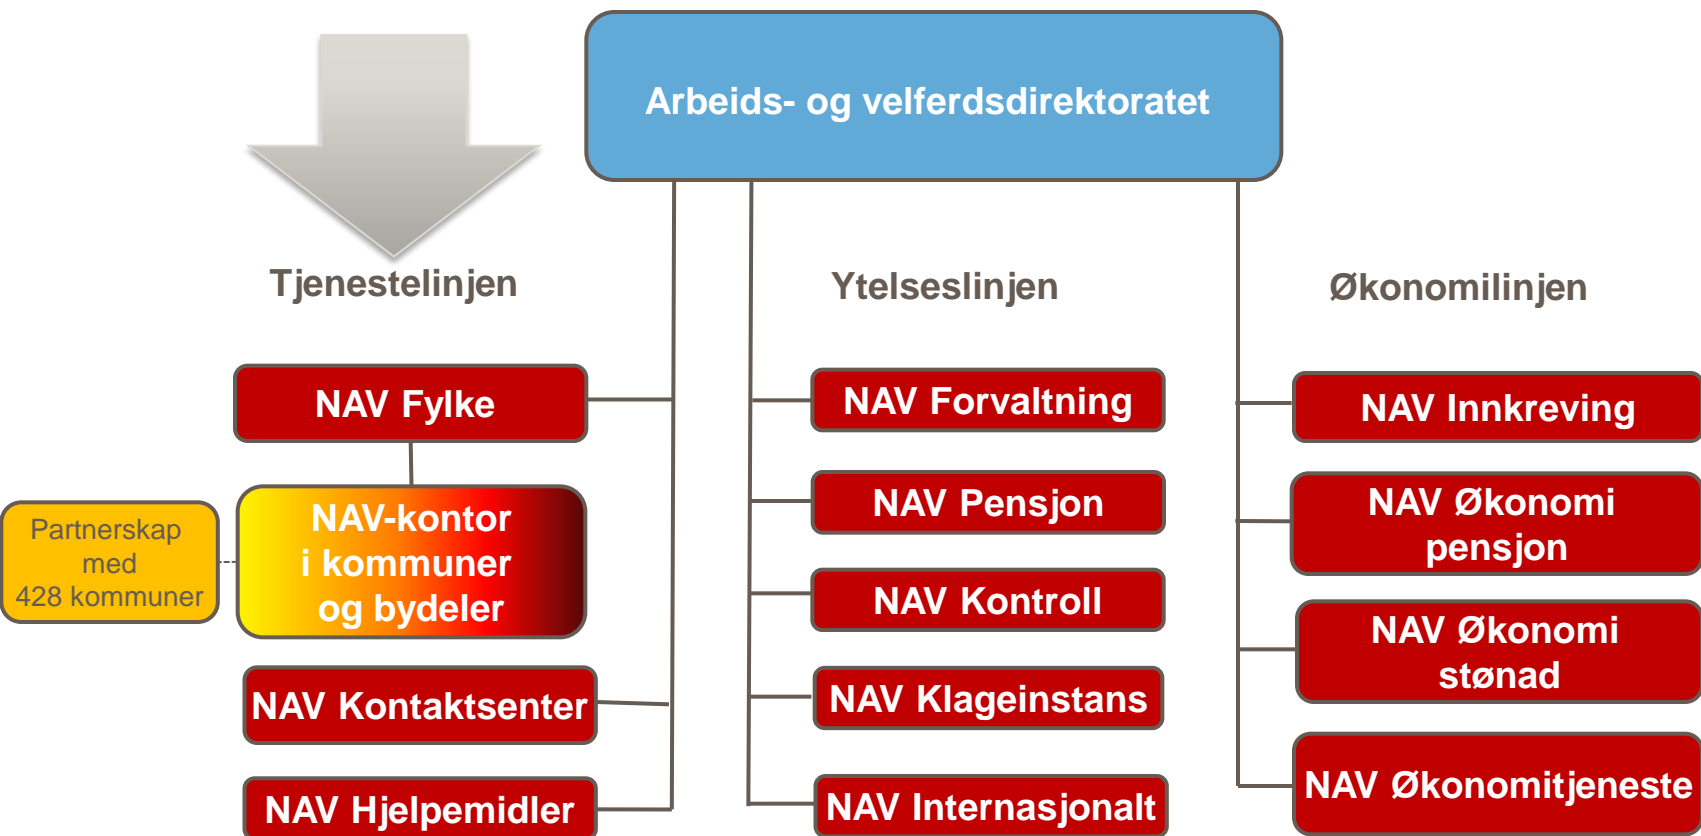 Arbeids- og velferdsdirektoratet
Tjenestelinjen
NAV Fylke
Partnerskap
med
428 kommuner
NAV-kontor
i kommuner
og bydeler
NAV Kontaktsenter
NAV Hjelpemidler
Ytelseslinjen
NAV Forvaltning
NAV Pensjon
NAV Kontroll
NAV Klageinstans
NAV Internasjonalt
Økonomilinjen
NAV Innkreving
NAV Økonomi
pensjon
NAV Økonomi
stønad
NAV Økonomitjeneste